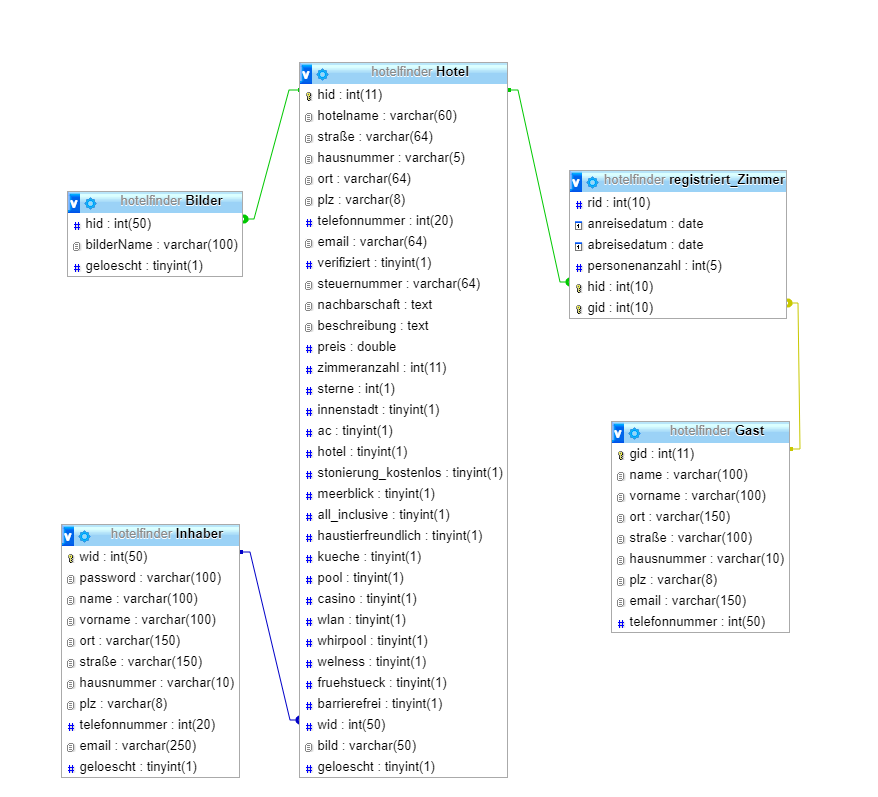 hotelfinder Hotel
hid : int(11)
hotelname : varchar(60)
straße : varchar(64)
hausnummer : varchar(5)
ort : varchar(64)
plz : varchar(8)
telefonnummer : int(20)
email : varchar(64)
verifiziert : tinyint(1)
steuernummer : varchar(64)
nachbarschaft : text
beschreibung : text
preis : double
zimmeranzahl : int(11)
sterne : int(1)
innenstadt : tinyint(1)
ac : tinyint(1)
hotel : tinyint(1)
stonierung_kostenlos : tinyint(1)
meerblick : tinyint(1)
all_inclusive : tinyint(1)
haustierfreundlich : tinyint(1)
kueche : tinyint(1)
pool : tinyint(1)
casino : tinyint(1)
wlan : tinyint(1)
whirpool : tinyint(1)
welness : tinyint(1)
fruehstueck : tinyint(1)
barrierefrei : tinyint(1)
wid : int(50)
bild : varchar(50)
geloescht : tinyint(1)
hotelfinder Bilder
hid : int(50)
bilderName : varchar(100)
geloescht : tinyint(1)
hotelfinder registriert_Zimmer
rid : int(10)
anreisedatum : date
abreisedatum : date
personenanzahl : int(5)
hid : int(10)
gid : int(10)
hotelfinder Gast
gid : int(11)
name : varchar(100)
vorname : varchar(100)
ort : varchar(150)
straße : varchar(100)
hausnummer : varchar(10)
plz : varchar(8)
email : varchar(150)
telefonnummer : int(50)
hotelfinder Inhaber
wid : int(50)
password : varchar(100)
name : varchar(100)
vorname : varchar(100)
ort : varchar(150)
straße : varchar(150)
hausnummer : varchar(10)
plz : varchar(8)
telefonnummer : int(20)
email : varchar(250)
geloescht : tinyint(1)